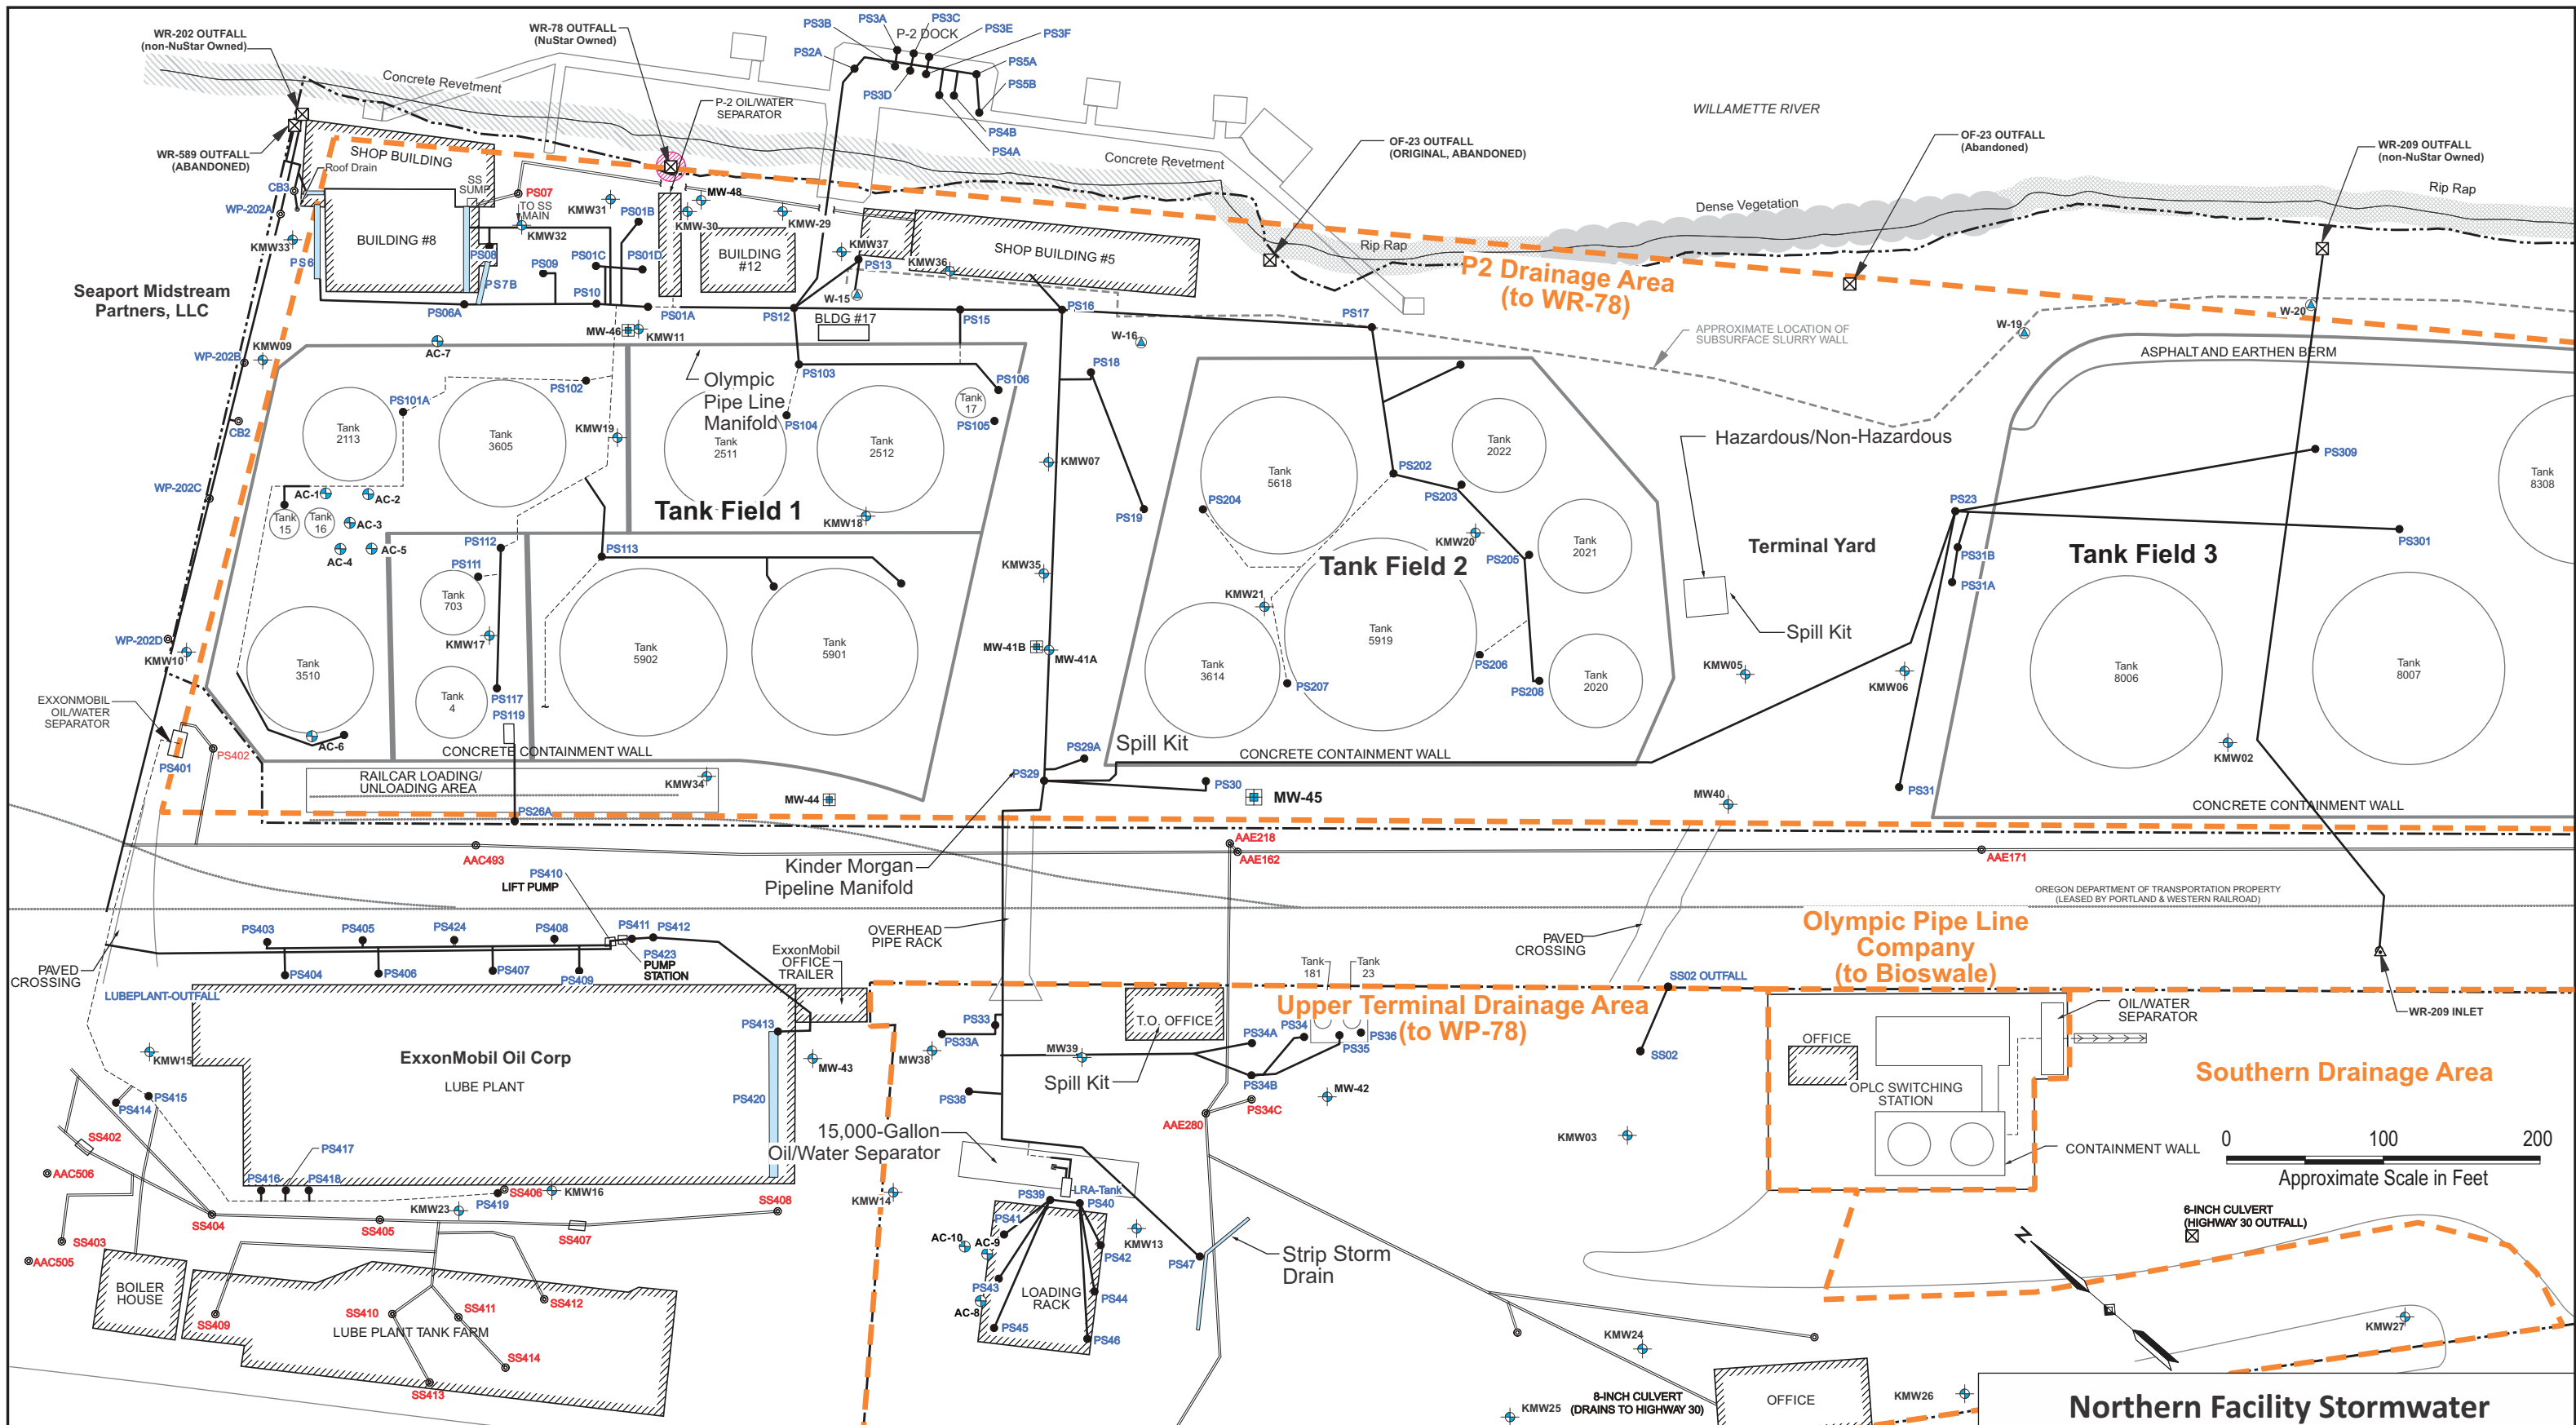 WR-202 OUTFALL
(non-NuStar Owned)
WR-78 OUTFALL
(NuStar Owned)
PS3B
PS3A
PS3C
P-2 DOCK
PS3E
PS3F
PS2A
PS3D
PS5A
PS5B
PS4B
PS4A
Concrete Revetment
P-2 OIL/WATER
SEPARATOR
WILLAMETTE RIVER
WR-589 OUTFALL
(ABANDONED)
SHOP BUILDING
Roof Drain
SS
SUMP
PS07
TO SS
MAIN
Concrete Revetment
OF-23 OUTFALL
(ORIGINAL, ABANDONED)
OF-23 OUTFALL
(Abandoned)
WR-209 OUTFALL
(non-NuStar Owned)
Rip Rap
Dense Vegetation
Rip Rap
CB3
WP-202A
KMW33
PS6
BUILDING #8
KMW32
PS08
PS7B
PS09
KMW31
PS01B
PS01C
PS01D
PS10
MW-48
KMW-30
KMW-29
BUILDING
#12
KMW37
PS13
KMW36
SHOP BUILDING #5
P2 Drainage Area
(to WR-78)
Seaport Midstream
Partners, LLC
PS06A
PS01A
PS12
W-15
BLDG #17
PS15
PS16
PS17
W-16
W-19
W-20
APPROXIMATE LOCATION OF
SUBSURFACE SLURRY WALL
ASPHALT AND EARTHEN BERM
MW-46
KMW11
AC-7
KMW09
WP-202B
PS101A
PS102
Olympic
Pipe Line
Manifold
PS103
PS104
PS106
Tank
17
PS105
PS18
CB2
Tank
2113
Tank
3605
KMW19
Tank
2511
Tank
2512
KMW07
PS202
PS203
Tank
2022
Tank
5618
PS204
Hazardous/Non-Hazardous
PS309
Tank
8308
WP-202C
AC-1
AC-2
Tank
15
Tank
16
AC-3
AC-4
AC-5
Tank Field 1
KMW18
PS19
KMW20
PS205
Tank
2021
Terminal Yard
PS23
PS301
PS31B
PS31A
Tank Field 2
Tank Field 3
PS112
PS111
PS113
KMW35
KMW21
Tank
703
KMW17
Tank
4
Tank
5902
Tank
5901
MW-41B
MW-41A
Tank
5919
Tank
3614
PS206
PS207
PS208
Tank
2020
Spill Kit
KMW05
KMW06
Tank
8006
Tank
8007
WP-202D
KMW10
Tank
3510
PS117
PS119
AC-6
EXXONMOBIL
OIL/WATER
SEPARATOR
PS402
PS401
CONCRETE CONTAINMENT WALL
PS29A
Spill Kit
CONCRETE CONTAINMENT WALL
KMW02
RAILCAR LOADING/
UNLOADING AREA
KMW34
PS29
PS30
PS31
MW-44
MW-45
MW40
CONCRETE CONTAINMENT WALL
PS26A
AAC493
AAE218
AAE162
AAE171
Kinder Morgan
Pipeline Manifold
PS410
LIFT PUMP
OREGON DEPARTMENT OF TRANSPORTATION PROPERTY
(LEASED BY PORTLAND & WESTERN RAILROAD)
PS403
PS405
PS424
PS408
PS411
PS412
PS404
PS406
PS407
PS409
PS423
PUMP
STATION
ExxonMobil
OFFICE
TRAILER
OVERHEAD
PIPE RACK
PAVED
CROSSING
Olympic Pipe Line
Company
(to Bioswale)
PAVED
CROSSING
LUBEPLANT-OUTFALL
Tank
181
Tank
23
SS02 OUTFALL
Upper Terminal Drainage Area
(to WP-78)
OIL/WATER
SEPARATOR
WR-209 INLET
PS413
PS33
PS33A
T.O. OFFICE
PS34A
PS34
PS36
PS35
SS02
OFFICE
KMW15
ExxonMobil Oil Corp
LUBE PLANT
MW-43
MW38
MW39
Spill Kit
PS34B
MW-42
OPLC SWITCHING
STATION
Southern Drainage Area
PS415
PS414
PS420
PS38
PS34C
AAE280
KMW03
CONTAINMENT WALL
SS402
PS417
15,000-Gallon
Oil/Water Separator
0 100 200
Approximate Scale in Feet
AAC506
PS416
PS418
PS419
SS406
KMW16
KMW14
LRA-Tank
PS39
PS40
SS404
SS405
KMW23
SS407
SS408
PS41
PS42
KMW13
6-INCH CULVERT
(HIGHWAY 30 OUTFALL)
N
SS403
AAC505
AC-10
AC-9
PS47
Strip Storm
Drain
BOILER
HOUSE
PS43
LOADING
RACK
PS44
AC-8
PS45
PS46
SS409
SS410
SS411
SS412
LUBE PLANT TANK FARM
SS414
SS413
KMW24
KMW27
8-INCH CULVERT
(DRAINS TO HIGHWAY 30)
KMW25
OFFICE
KMW26
Northern Facility Stormwater